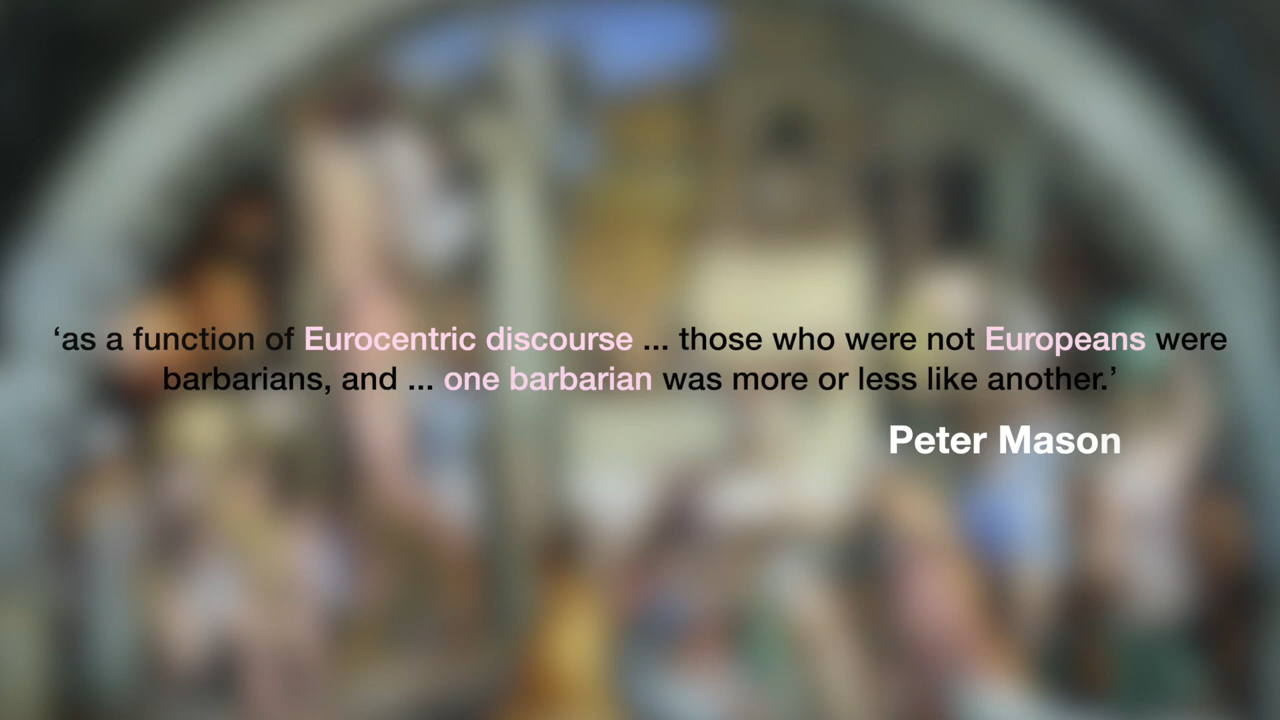 ‘as a function of Eurocentric discourse ... those who were not Europeans were
barbarians, and ... one barbarian was more or less like another.’
Peter Mason